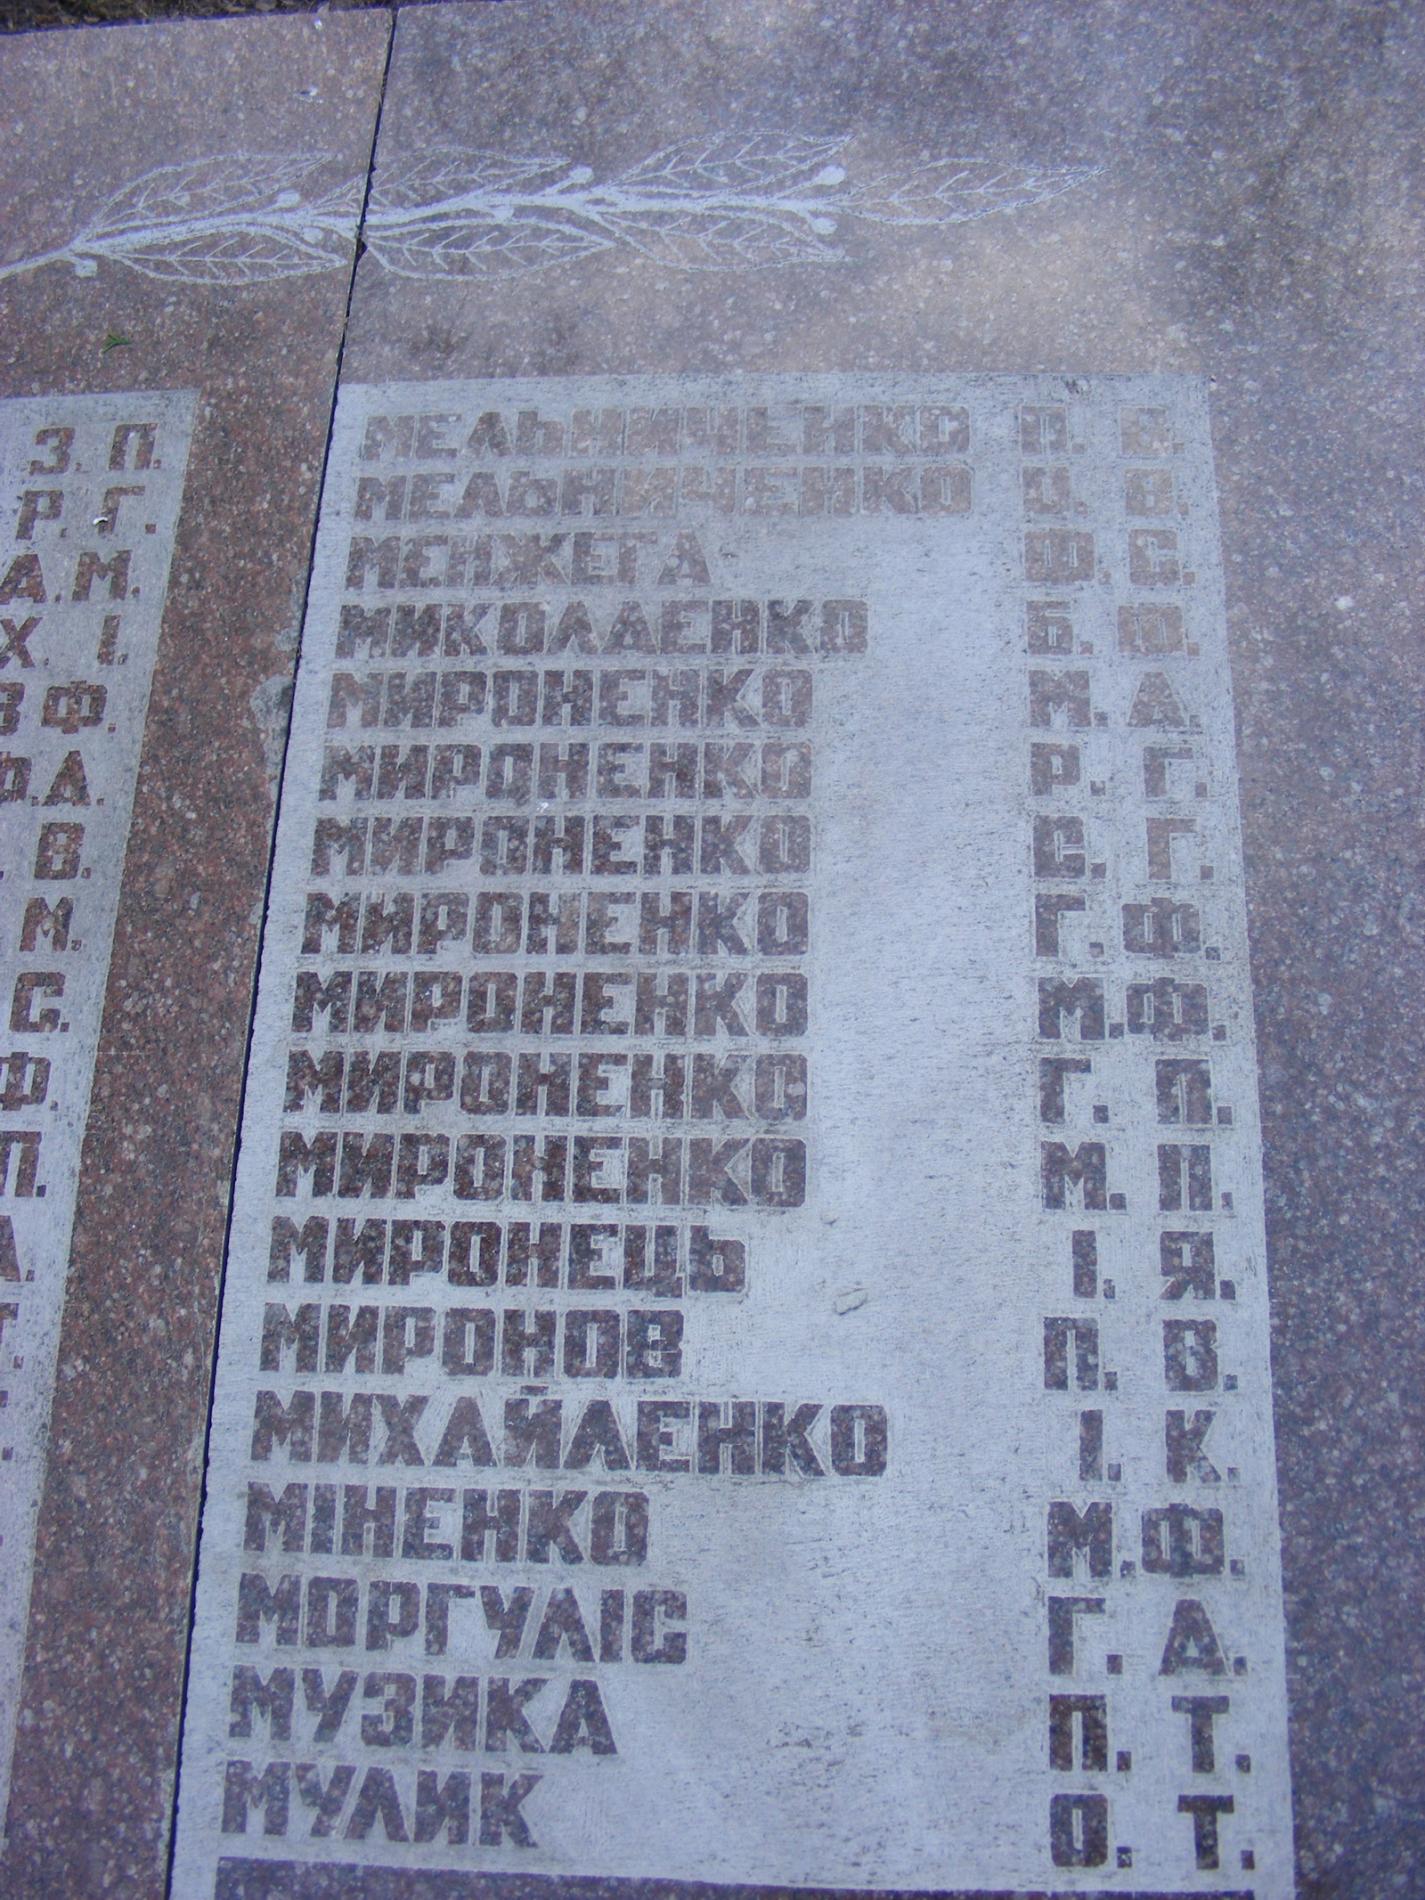 З. П.
Р. Г.
А. М.
Х. І.
В Ф.
Ф. А.
В.
М.
С.
Ф.
П.
А.
МЕЛЬНИЧЕНКО П. В.
МЕЛЬНИЧЕНКО В.
МЕНЖЕГА Ф. С.
МИКОЛАЕНКО Б. Ф.
МИРОНЕНКО М. А.
МИРОНЕНКО Р. Г.
МИРОНЕНКО С. Г.
МИРОНЕНКО Г. Ф.
МИРОНЕНКО М. Ф.
МИРОНЕНКО Г. П.
МИРОНЕНКО М. П.
МИРОНЕЦЬ І. Я.
МИРОНОВ П. В.
МИХАЙЛЕНКО І. К.
МІНЕНКО М. Ф.
МОРГУЛІС Г. А.
МУЗИКА П. Т.
МУЛИК О. Т.